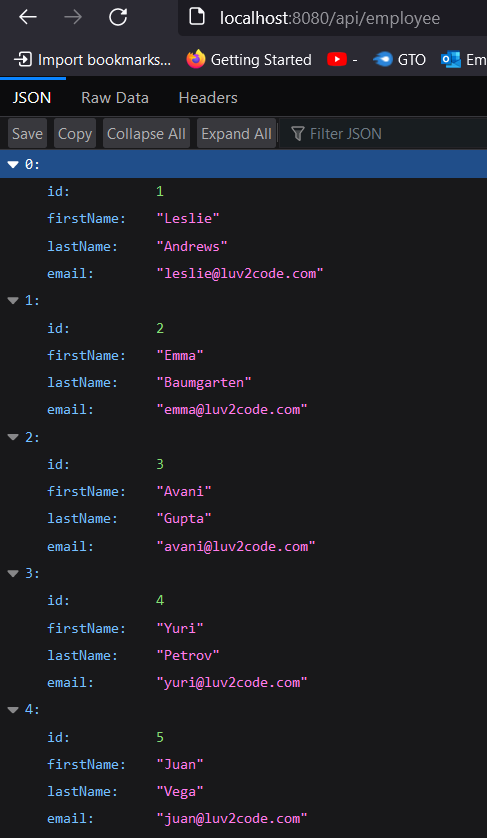 localhost:8080/api/employee
Import bookmarks... Getting Started - GTO Em
JSON Raw Data Headers
Save Copy Collapse All Expand All Filter JSON
0:
id: 1
firstName: "Leslie"
lastName: "Andrews"
email: "leslie@luv2code.com"
1:
id: 2
firstName: "Emma"
lastName: "Baumgarten"
email: "emma@luv2code.com"
2:
id: 3
firstName: "Avani"
lastName: "Gupta"
email: "avani@luv2code.com"
3:
id: 4
firstName: "Yuri"
lastName: "Petrov"
email: "yuri@luv2code.com"
4:
id: 5
firstName: "Juan"
lastName: "Vega"
email: "juan@luv2code.com"